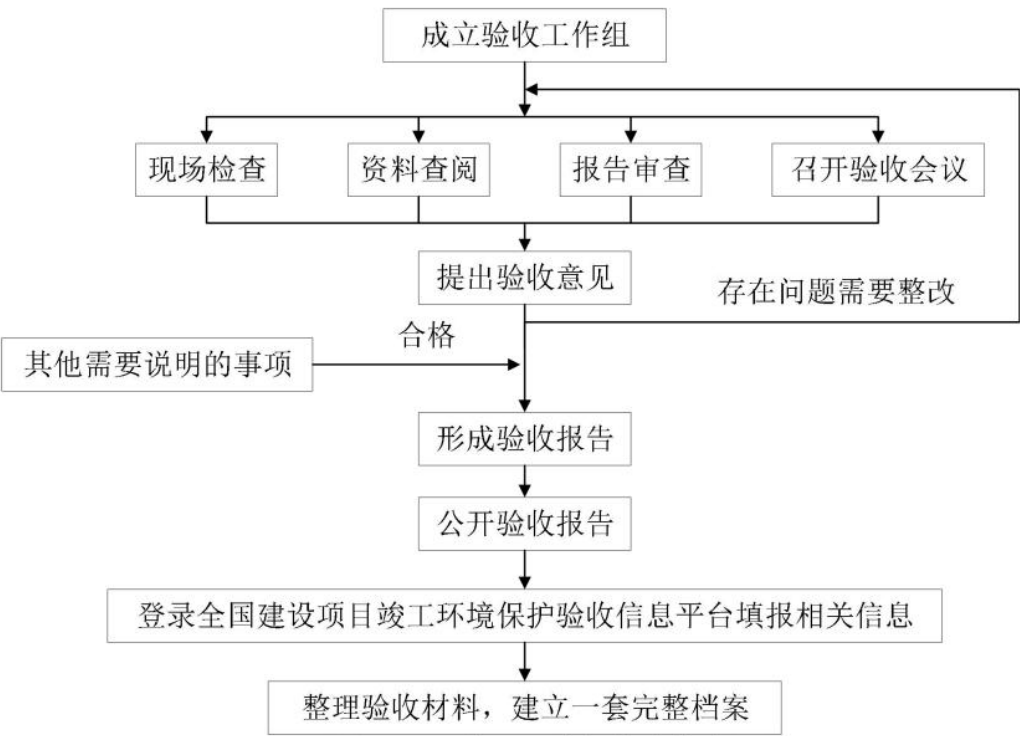 成立验收工作组
现场检查
资料查阅
报告审查
召开验收会议
提出验收意见
存在问题需要整改
合格
其他需要说明的事项
形成验收报告
公开验收报告
登录全国建设项目竣工环境保护验收信息平台填报相关信息
整理验收材料，建立一套完整档案